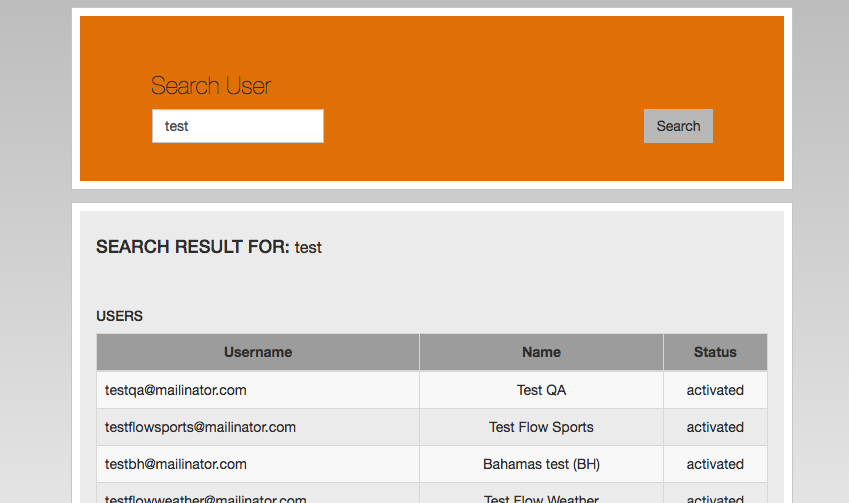 Search User
test
Search
SEARCH RESULT FOR: test
USERS
Username Name Status
testqa@mailinator.com Test QA activated
testflowsports@mailinator.com Test Flow Sports activated
testbh@mailinator.com Bahamas test (BH) activated
testflowweather@mailinator.com Test Flow Weather activated